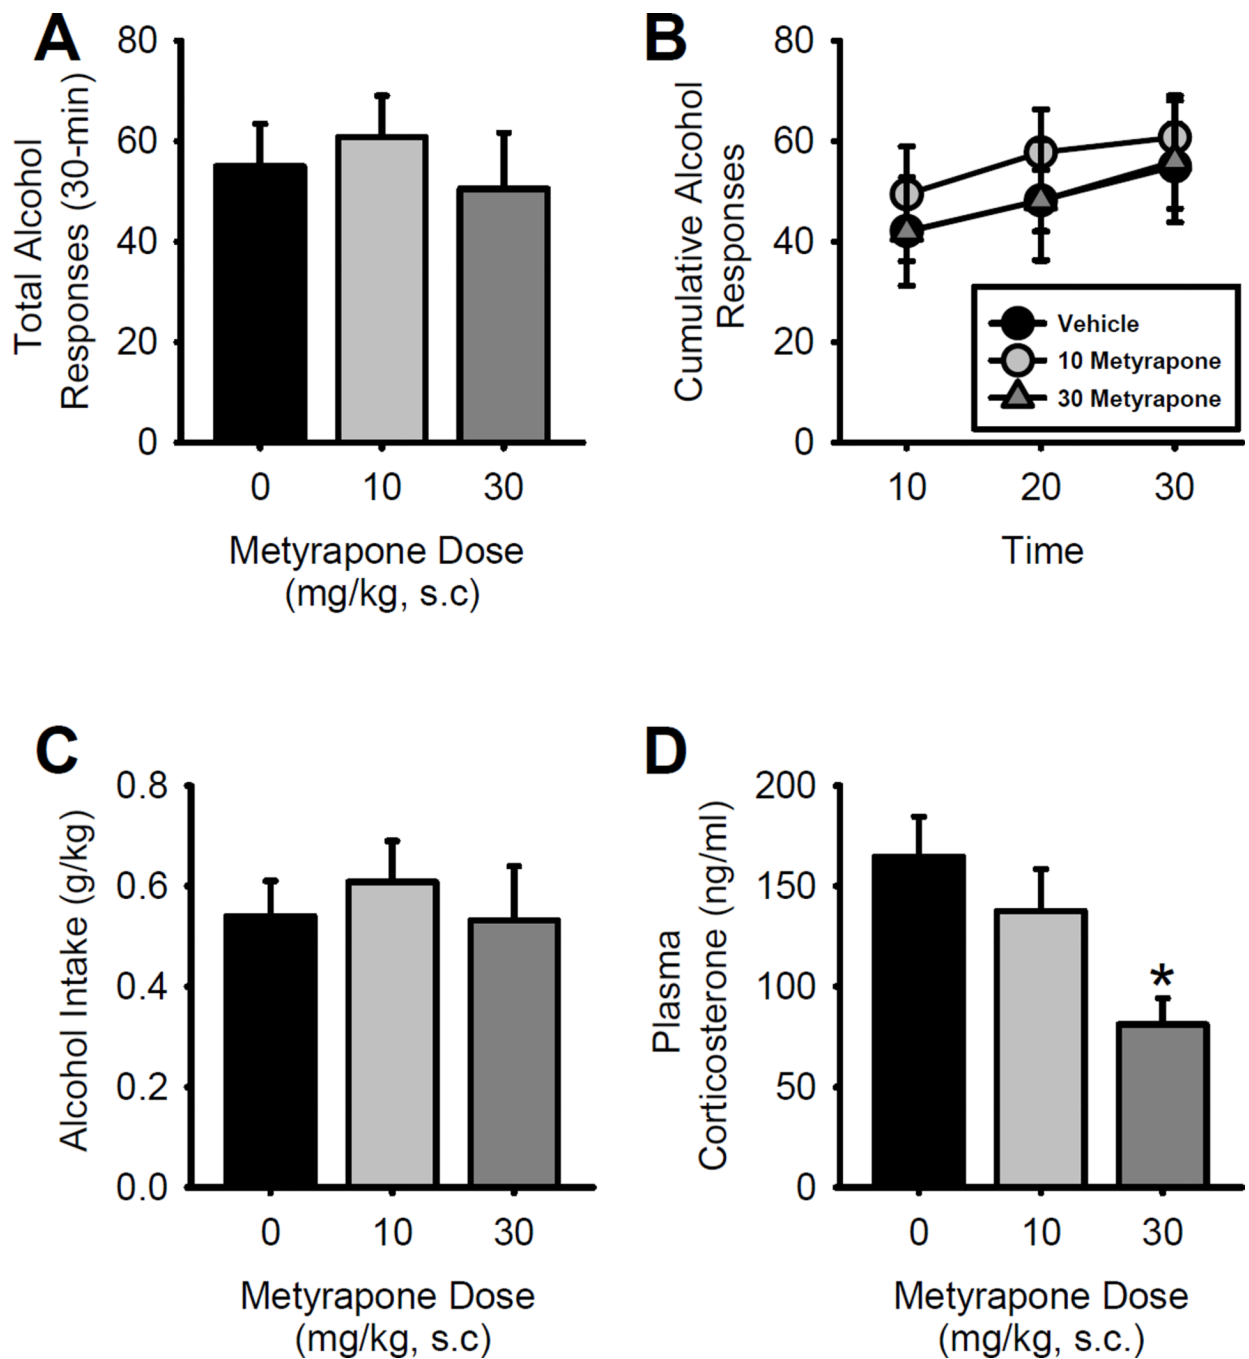 A
Total Alcohol
Responses (30-min)
80
60
40
20
0
0 10 30
Metyrapone Dose
(mg/kg, s.c)
B
Cumulative Alcohol
Responses
80
60
40
20
0
Vehicle
10 Metyrapone
30 Metyrapone
10 20 30
Time
C
Alcohol Intake (g/kg)
0.8
0.6
0.4
0.2
0.0
0 10 30
Metyrapone Dose
(mg/kg, s.c)
D
Plasma
Corticosterone (ng/ml)
200
150
100
50
0
*
0 10 30
Metyrapone Dose
(mg/kg, s.c.)